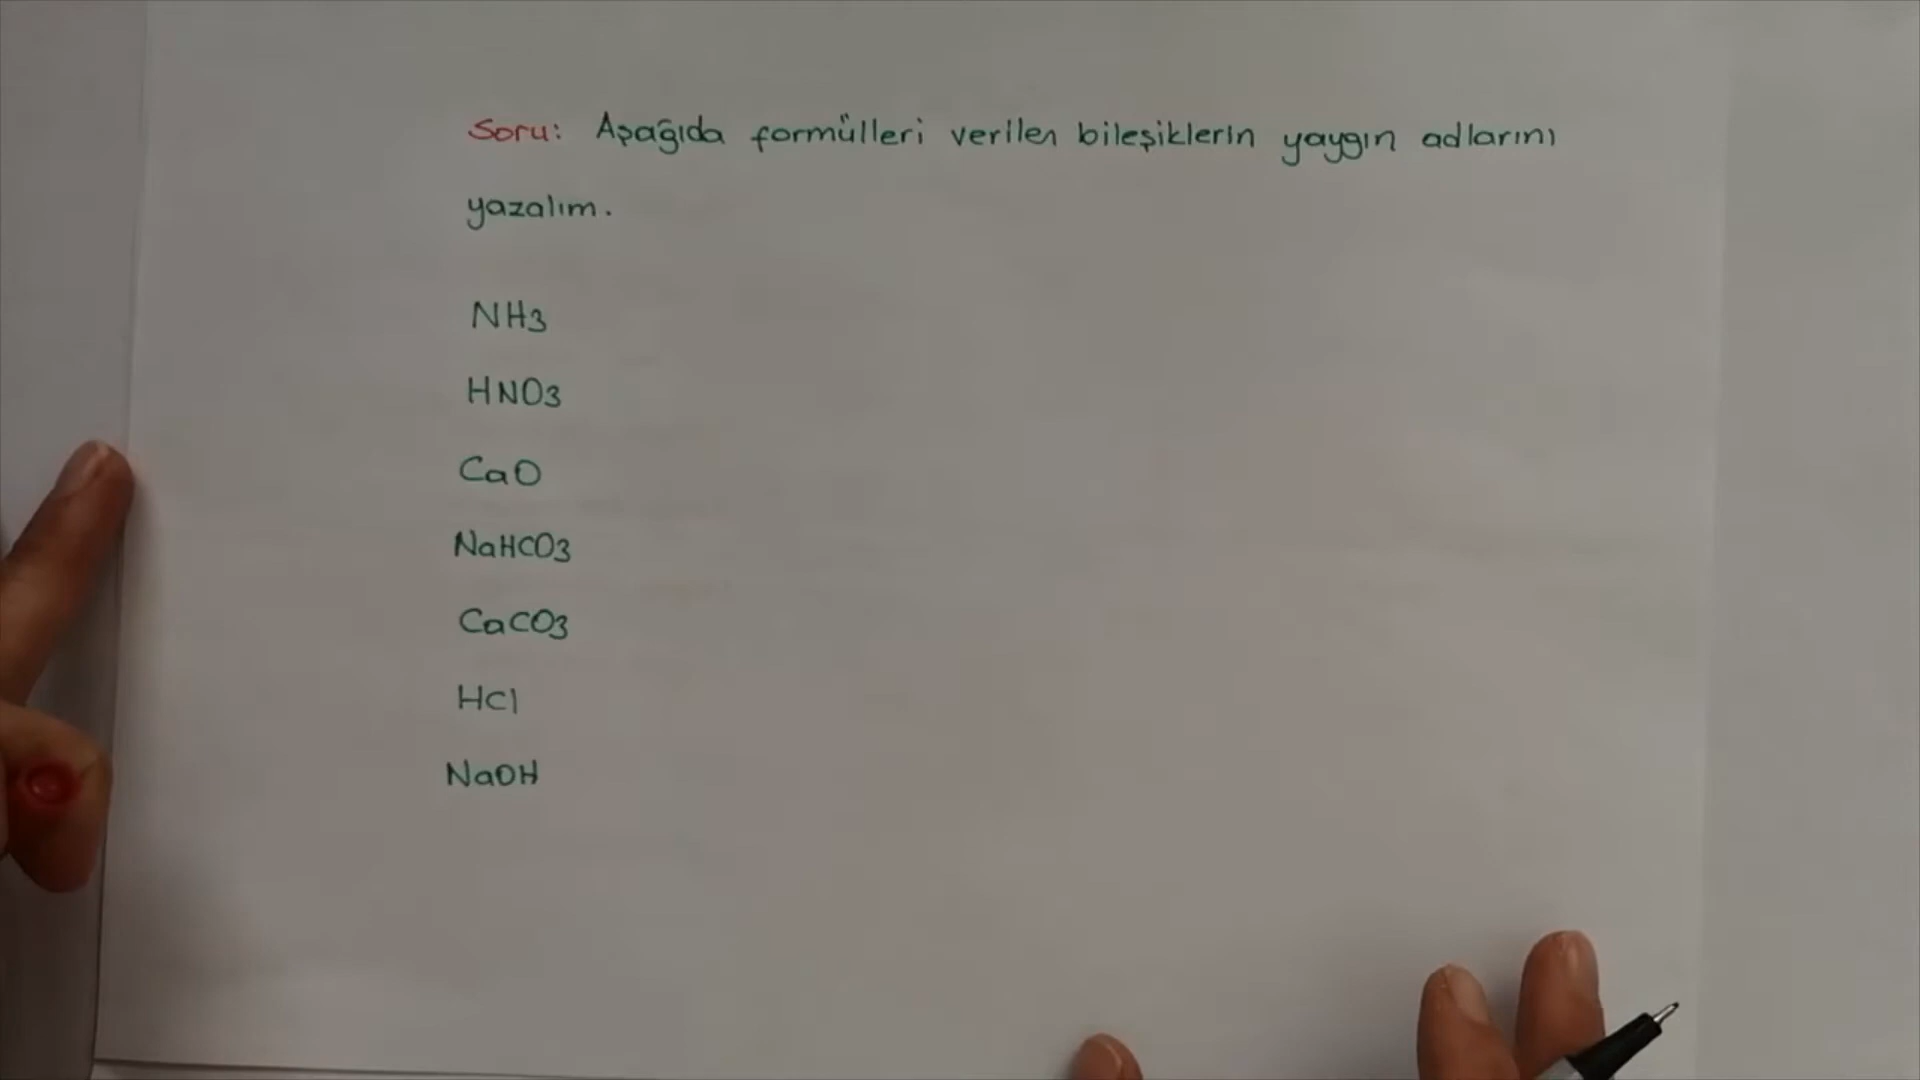 Soru: Aşağıda formülleri verilen bileşiklerin yaygın adlarını
yazalım.
NH3
HNO3
CaO
NaHCO3
CaCO3
HCl
NaOH